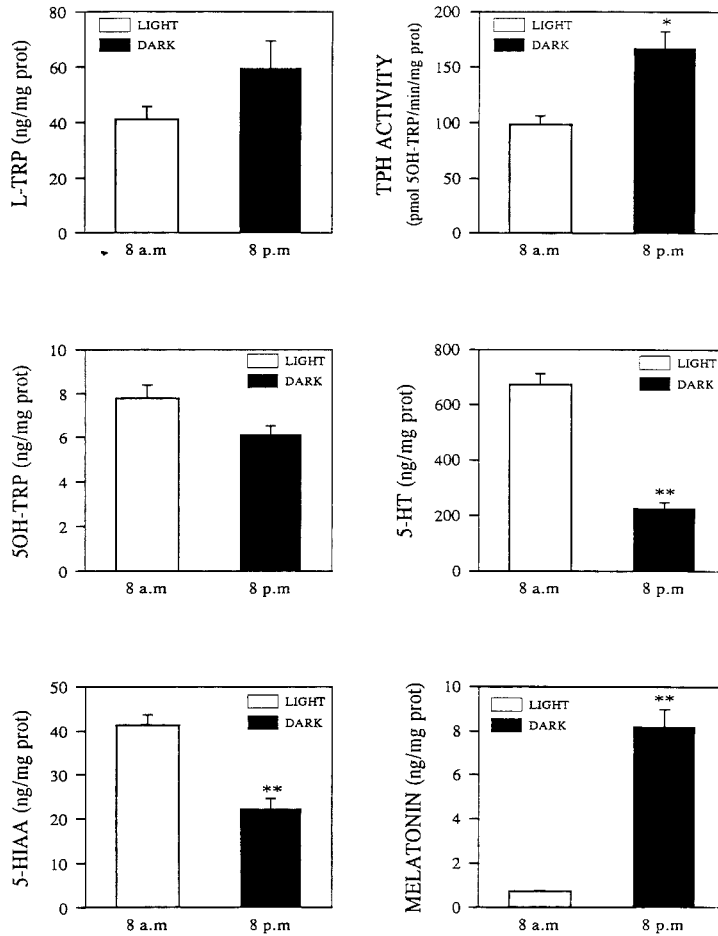 L-TRP (ng/mg prot)
80
60
40
20
0
LIGHT
DARK
8 a.m
8 p.m
TPH ACTIVITY
(pmol 5OH-TRP/min/mg prot)
200
150
100
50
0
LIGHT
DARK
*
8 a.m
8 p.m
5OH-TRP (ng/mg prot)
10
8
6
4
2
0
LIGHT
DARK
8 a.m
8 p.m
5-HT (ng/mg prot)
800
600
400
200
0
LIGHT
DARK
**
8 a.m
8 p.m
5-HIAA (ng/mg prot)
50
40
30
20
10
0
LIGHT
DARK
**
8 a.m
8 p.m
MELATONIN (ng/mg prot)
10
8
6
4
2
0
LIGHT
DARK
**
8 a.m
8 p.m